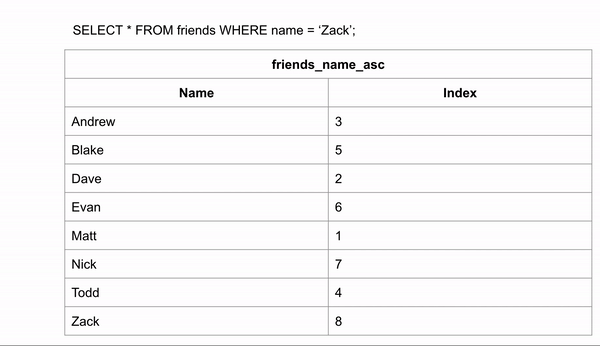 SELECT * FROM friends WHERE name = ‘Zack’;
friends_name_asc
Name Index
Andrew 3
Blake 5
Dave 2
Evan 6
Matt 1
Nick 7
Todd 4
Zack 8